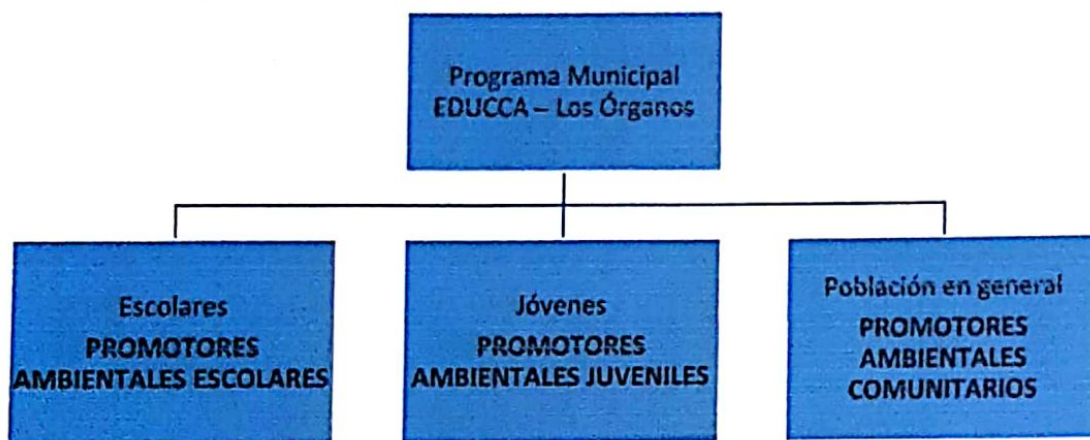 Programa Municipal
EDUCCA – Los Órganos
Escolares
PROMOTORES
AMBIENTALES ESCOLARES
Jóvenes
PROMOTORES
AMBIENTALES JUVENILES
Población en general
PROMOTORES
AMBIENTALES
COMUNITARIOS